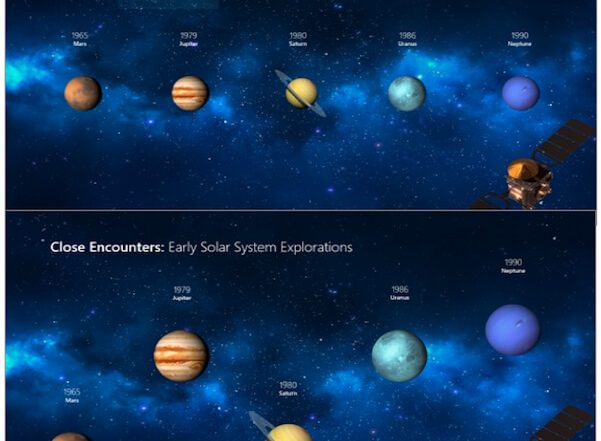 1965
Mars
1979
Jupiter
1980
Saturn
1986
Uranus
1990
Neptune
Close Encounters: Early Solar System Explorations
1990
Neptune
1979
Jupiter
1986
Uranus
1980
Saturn
1965
Mars